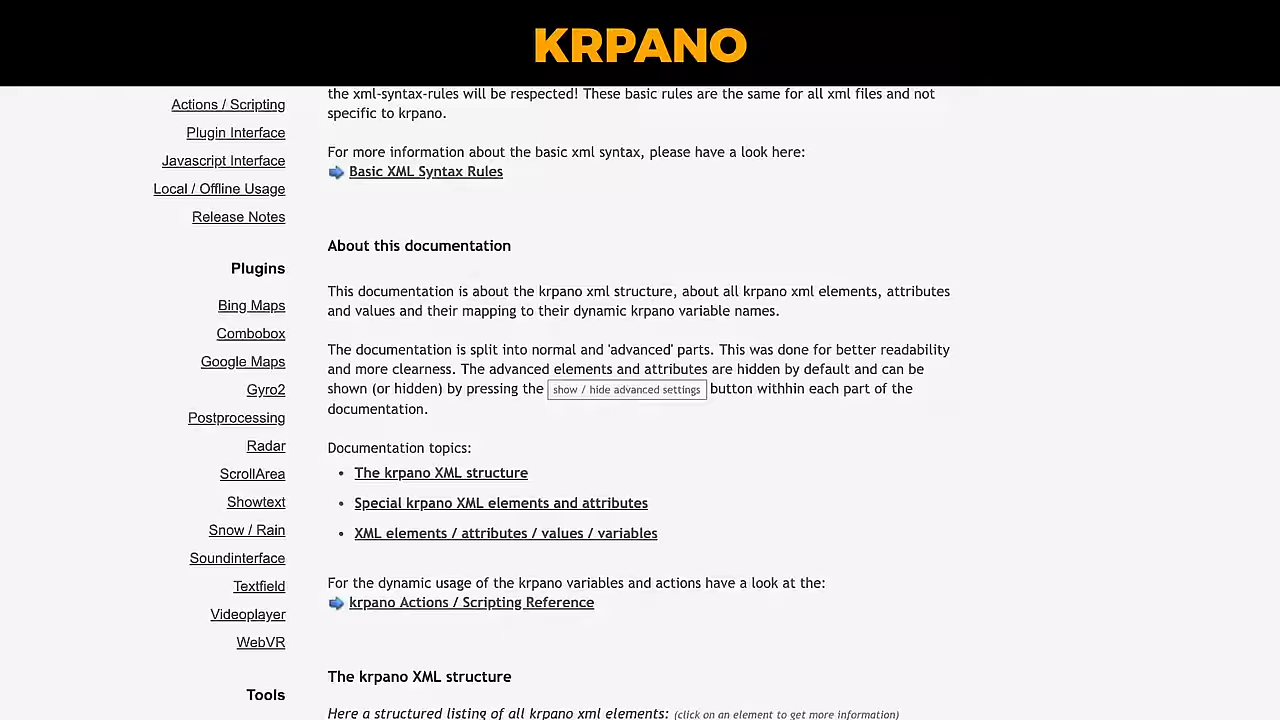 KRPANO
Actions / Scripting
Plugin Interface
Javascript Interface
Local / Offline Usage
Release Notes
Plugins
Bing Maps
Combobox
Google Maps
Gyro2
Postprocessing
Radar
ScrollArea
Showtext
Snow / Rain
Soundinterface
Textfield
Videoplayer
WebVR
Tools
the xml-syntax-rules will be respected! These basic rules are the same for all xml files and not
specific to krpano.
For more information about the basic xml syntax, please have a look here:
Basic XML Syntax Rules
About this documentation
This documentation is about the krpano xml structure, about all krpano xml elements, attributes
and values and their mapping to their dynamic krpano variable names.
The documentation is split into normal and 'advanced' parts. This was done for better readability
and more clearness. The advanced elements and attributes are hidden by default and can be
shown (or hidden) by pressing the show / hide advanced settings button withhin each part of the
documentation.
Documentation topics:
• The krpano XML structure
• Special krpano XML elements and attributes
• XML elements / attributes / values / variables
For the dynamic usage of the krpano variables and actions have a look at the:
krpano Actions / Scripting Reference
The krpano XML structure
Here a structured listing of all krpano xml elements: (click on an element to get more information)